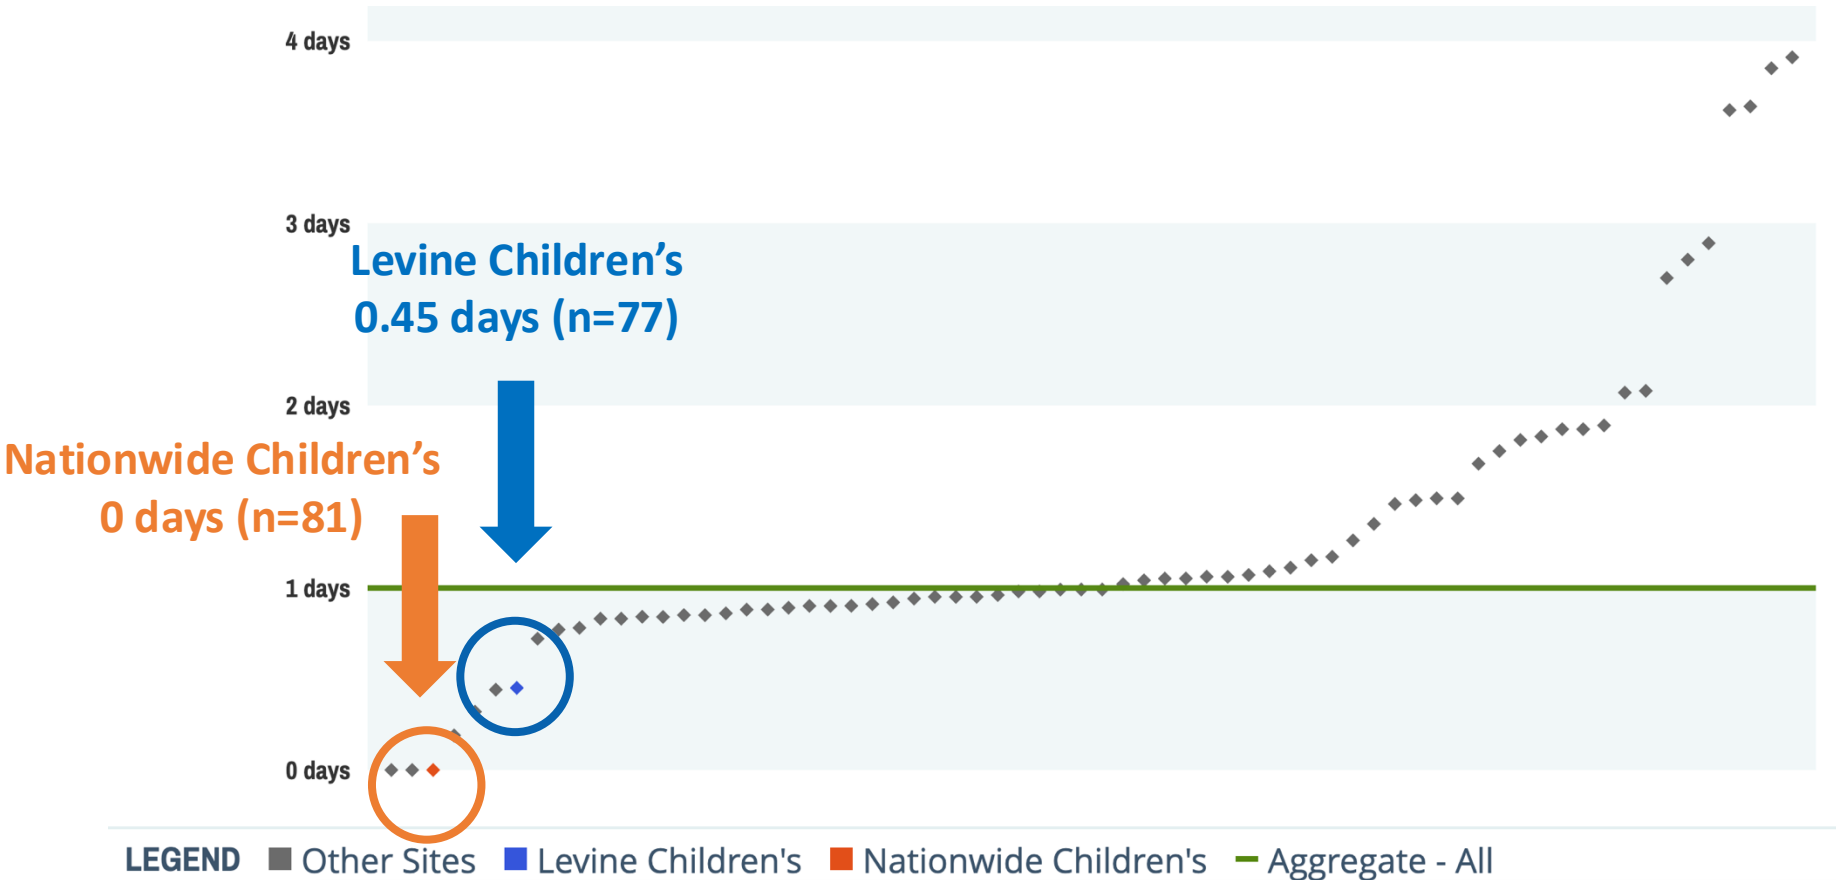 4 days
3 days
Levine Children’s
0.45 days (n=77)
2 days
Nationwide Children’s
0 days (n=81)
1 days
0 days
LEGEND Other Sites Levine Children's Nationwide Children's Aggregate - All